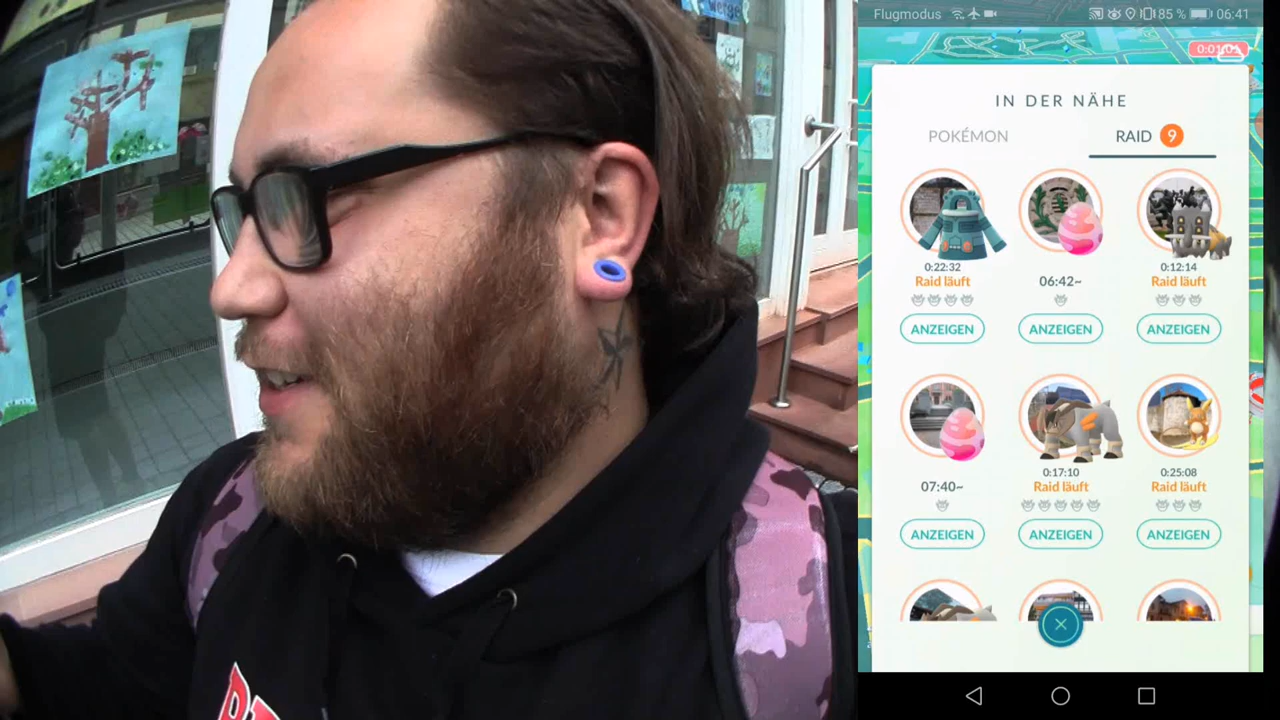 Flugmodus 85 % 06:41
IN DER NÄHE
POKÉMON RAID 9
0:22:32
Raid läuft
ANZEIGEN
06:42~
ANZEIGEN
0:12:14
Raid läuft
ANZEIGEN
07:40~
ANZEIGEN
0:17:10
Raid läuft
ANZEIGEN
0:25:08
Raid läuft
ANZEIGEN